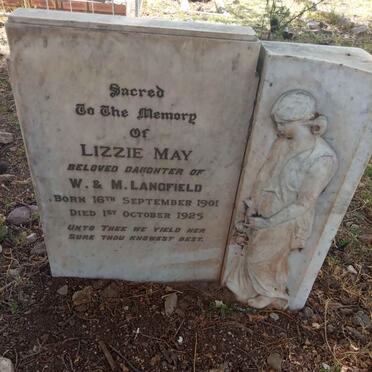 Sacred
To The Memory
Of
LIZZIE MAY
BELOVED DAUGHTER OF
W. & M. LANGFIELD
BORN 16TH SEPTEMBER 1901
DIED 1ST OCTOBER 1925
UNTO THEE WE YIELD HER
SURE THOU KNOWEST BEST.